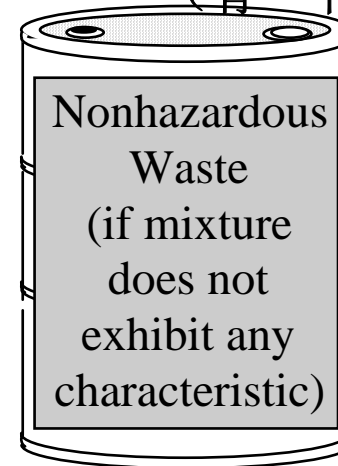 Nonhazardous
Waste
(if mixture
does not
exhibit any
characteristic)